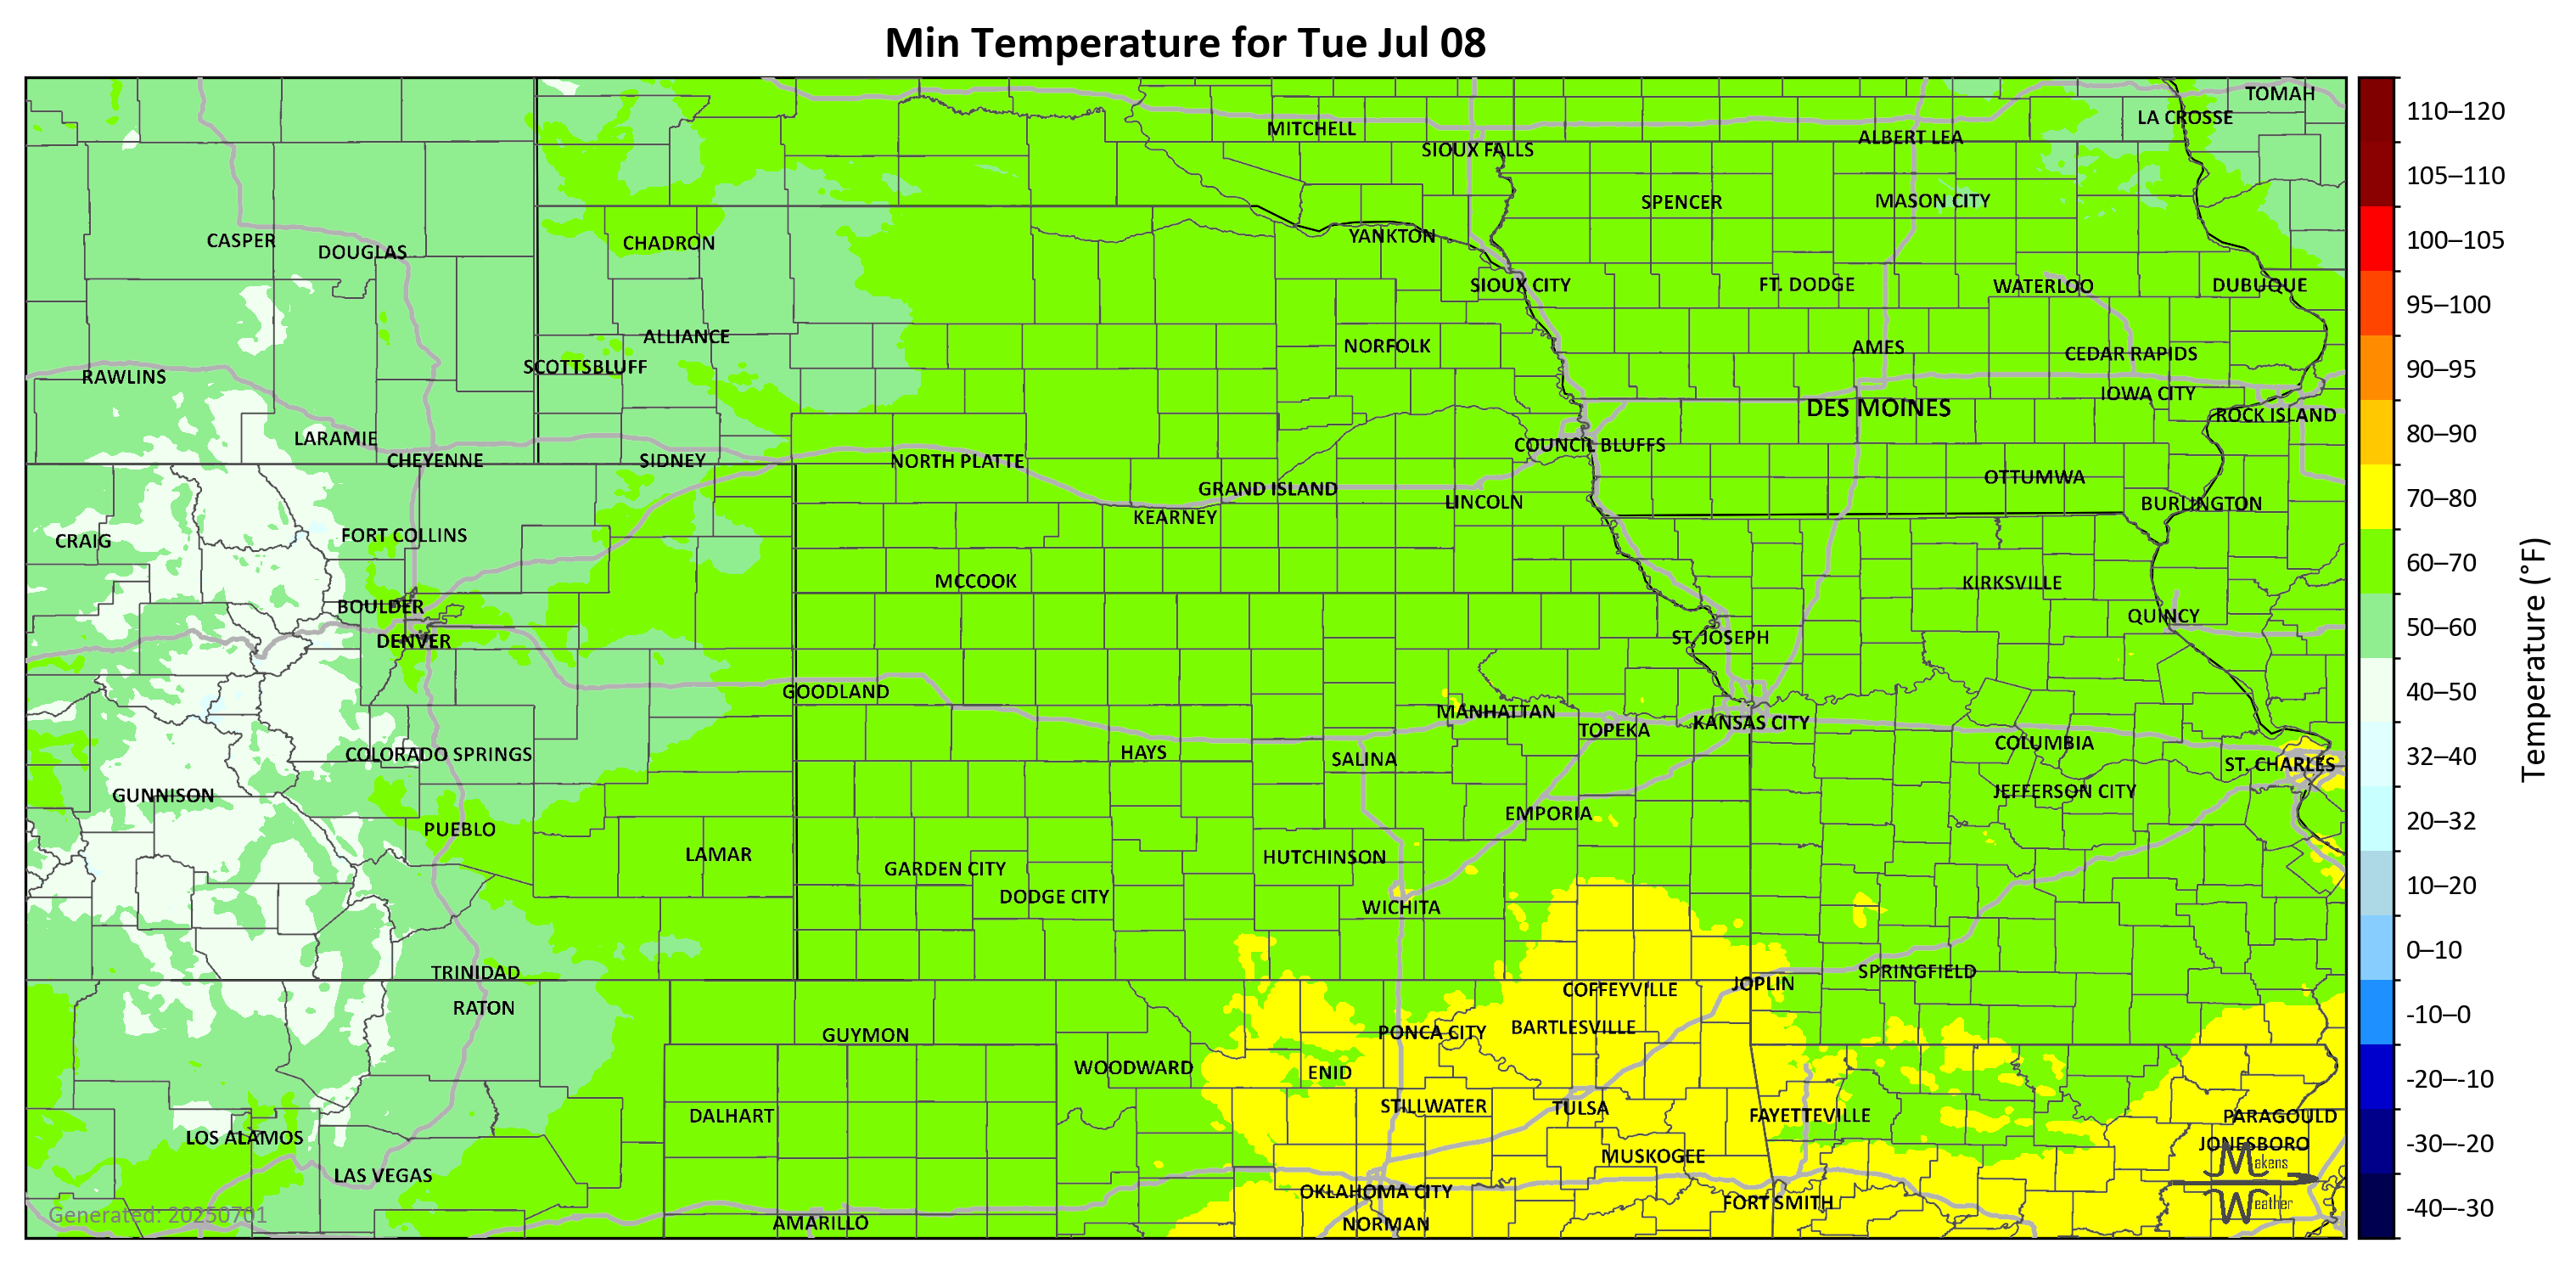 Min Temperature for Tue Jul 08
TOMAH
LA CROSSE
MITCHELL
ALBERT LEA
SIOUX FALLS
SPENCER
MASON CITY
CASPER
DOUGLAS
CHADRON
YANKTON
SIOUX CITY
FT. DODGE
WATERLOO
DUBUQUE
ALLIANCE
NORFOLK
AMES
CEDAR RAPIDS
SCOTTSBLUFF
RAWLINS
IOWA CITY
DES MOINES
ROCK ISLAND
LARAMIE
COUNCIL BLUFFS
CHEYENNE
SIDNEY
NORTH PLATTE
OTTUMWA
GRAND ISLAND
LINCOLN
BURLINGTON
KEARNEY
CRAIG
FORT COLLINS
MCCOOK
KIRKSVILLE
BOULDER
QUINCY
DENVER
ST. JOSEPH
GOODLAND
MANHATTAN
TOPEKA
KANSAS CITY
COLORADO SPRINGS
HAYS
SALINA
COLUMBIA
ST. CHARLES
GUNNISON
JEFFERSON CITY
EMPORIA
PUEBLO
LAMAR
HUTCHINSON
GARDEN CITY
DODGE CITY
WICHITA
TRINIDAD
SPRINGFIELD
JOPLIN
COFFEYVILLE
RATON
GUYMON
PONCA CITY
BARTLESVILLE
WOODWARD
ENID
DALHART
STILLWATER
TULSA
FAYETTEVILLE
PARAGOULD
LOS ALAMOS
JONESBORO
MUSKOGEE
LAS VEGAS
OKLAHOMA CITY
FORT SMITH
AMARILLO
NORMAN
Generated: 20250701
Makens
Weather
110–120
105–110
100–105
95–100
90–95
80–90
70–80
60–70
50–60
40–50
32–40
20–32
10–20
0–10
-10–0
-20–-10
-30–-20
-40–-30
Temperature (°F)